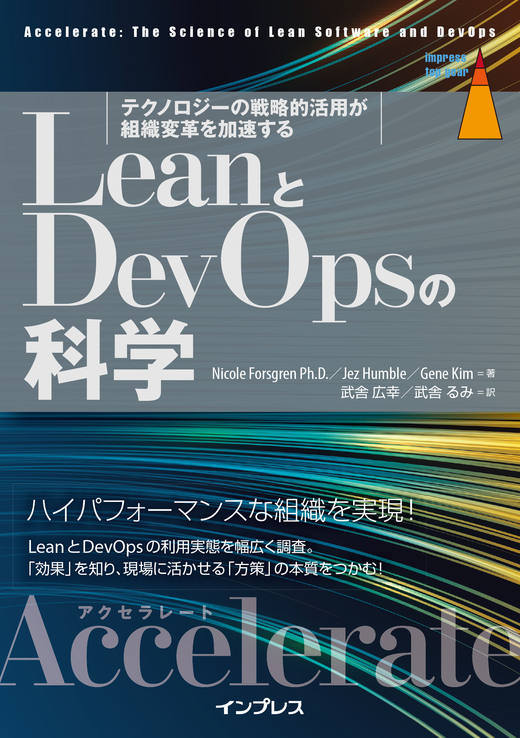 Accelerate: The Science of Lean Software and DevOps
impress
top gear
テクノロジーの戦略的活用が
組織変革を加速する
Leanと
DevOpsの
科学
Nicole Forsgren Ph.D.／Jez Humble／Gene Kim =著
武舎 広幸／武舎 るみ =訳
ハイパフォーマンスな組織を実現！
LeanとDevOpsの利用実態を幅広く調査。
「効果」を知り、現場に活かせる「方策」の本質をつかむ！
アクセラレート
Accelerate
インプレス